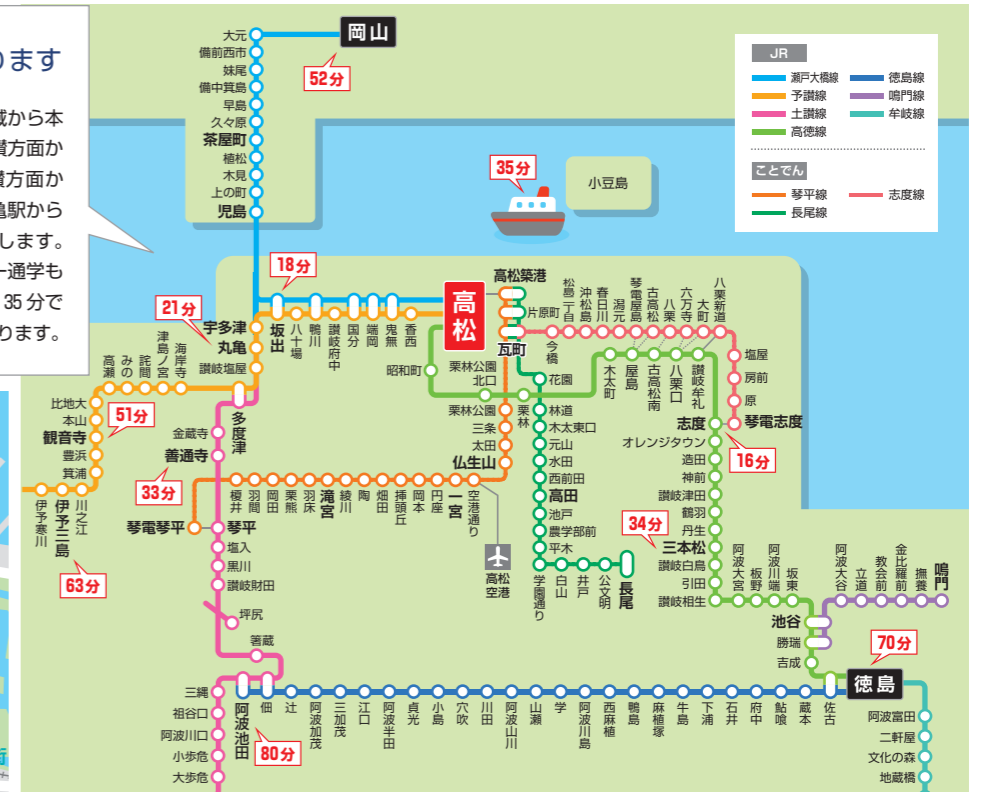 ります
域から本
讃方面か
讃方面か
亀駅から
します。
ー通学も
35分で
ります。
岡山
52分
大元
備前西市
妹尾
備中箕島
早島
久々原
茶屋町
植松
木見
上の町
児島
JR
瀬戸大橋線
徳島線
予讃線
鳴門線
土讃線
牟岐線
高徳線
ことでん
琴平線
志度線
長尾線
35分
小豆島
18分
21分
高松
宇多津
丸亀
讃岐塩屋
坂出
八十場
鴨川
讃岐府中
国分
端岡
鬼無
香西
高松築港
片原町
瓦町
今橋
松島二丁目
沖松島
春日川
潟元
琴電屋島
古高松
八栗
六万寺
大町
八栗新道
塩屋
房前
原
琴電志度
昭和町
栗林公園北口
栗林
木太町
屋島
古高松南
八栗口
讃岐牟礼
志度
16分
オレンジタウン
造田
神前
讃岐津田
鶴羽
丹生
34分
三本松
讃岐白鳥
引田
讃岐相生
阿波大宮
板野
阿波川端
坂東
池谷
勝瑞
吉成
阿波大谷
立道
教会前
金比羅前
撫養
鳴門
70分
徳島
佐古
栗林公園
三条
太田
仏生山
空港通り
一宮
円座
岡本
挿頭丘
畑田
陶
綾川
滝宮
羽床
栗熊
岡田
羽間
榎井
琴電琴平
高松空港
花園
林道
木太東口
元山
水田
西前田
高田
池戸
農学部前
平木
学園通り
白山
井戸
公文明
長尾
海岸寺
津島ノ宮
詫間
みの
高瀬
比地大
本山
51分
観音寺
豊浜
箕浦
川之江
伊予三島
伊予寒川
63分
多度津
金蔵寺
善通寺
33分
琴平
塩入
黒川
讃岐財田
坪尻
箸蔵
佃
阿波池田
80分
三縄
祖谷口
阿波川口
小歩危
大歩危
辻
阿波加茂
三加茂
江口
阿波半田
貞光
小島
穴吹
川田
阿波山川
山瀬
学
阿波川島
西麻植
鴨島
麻植塚
牛島
下浦
石井
府中
鮎喰
蔵本
阿波富田
二軒屋
文化の森
地蔵橋